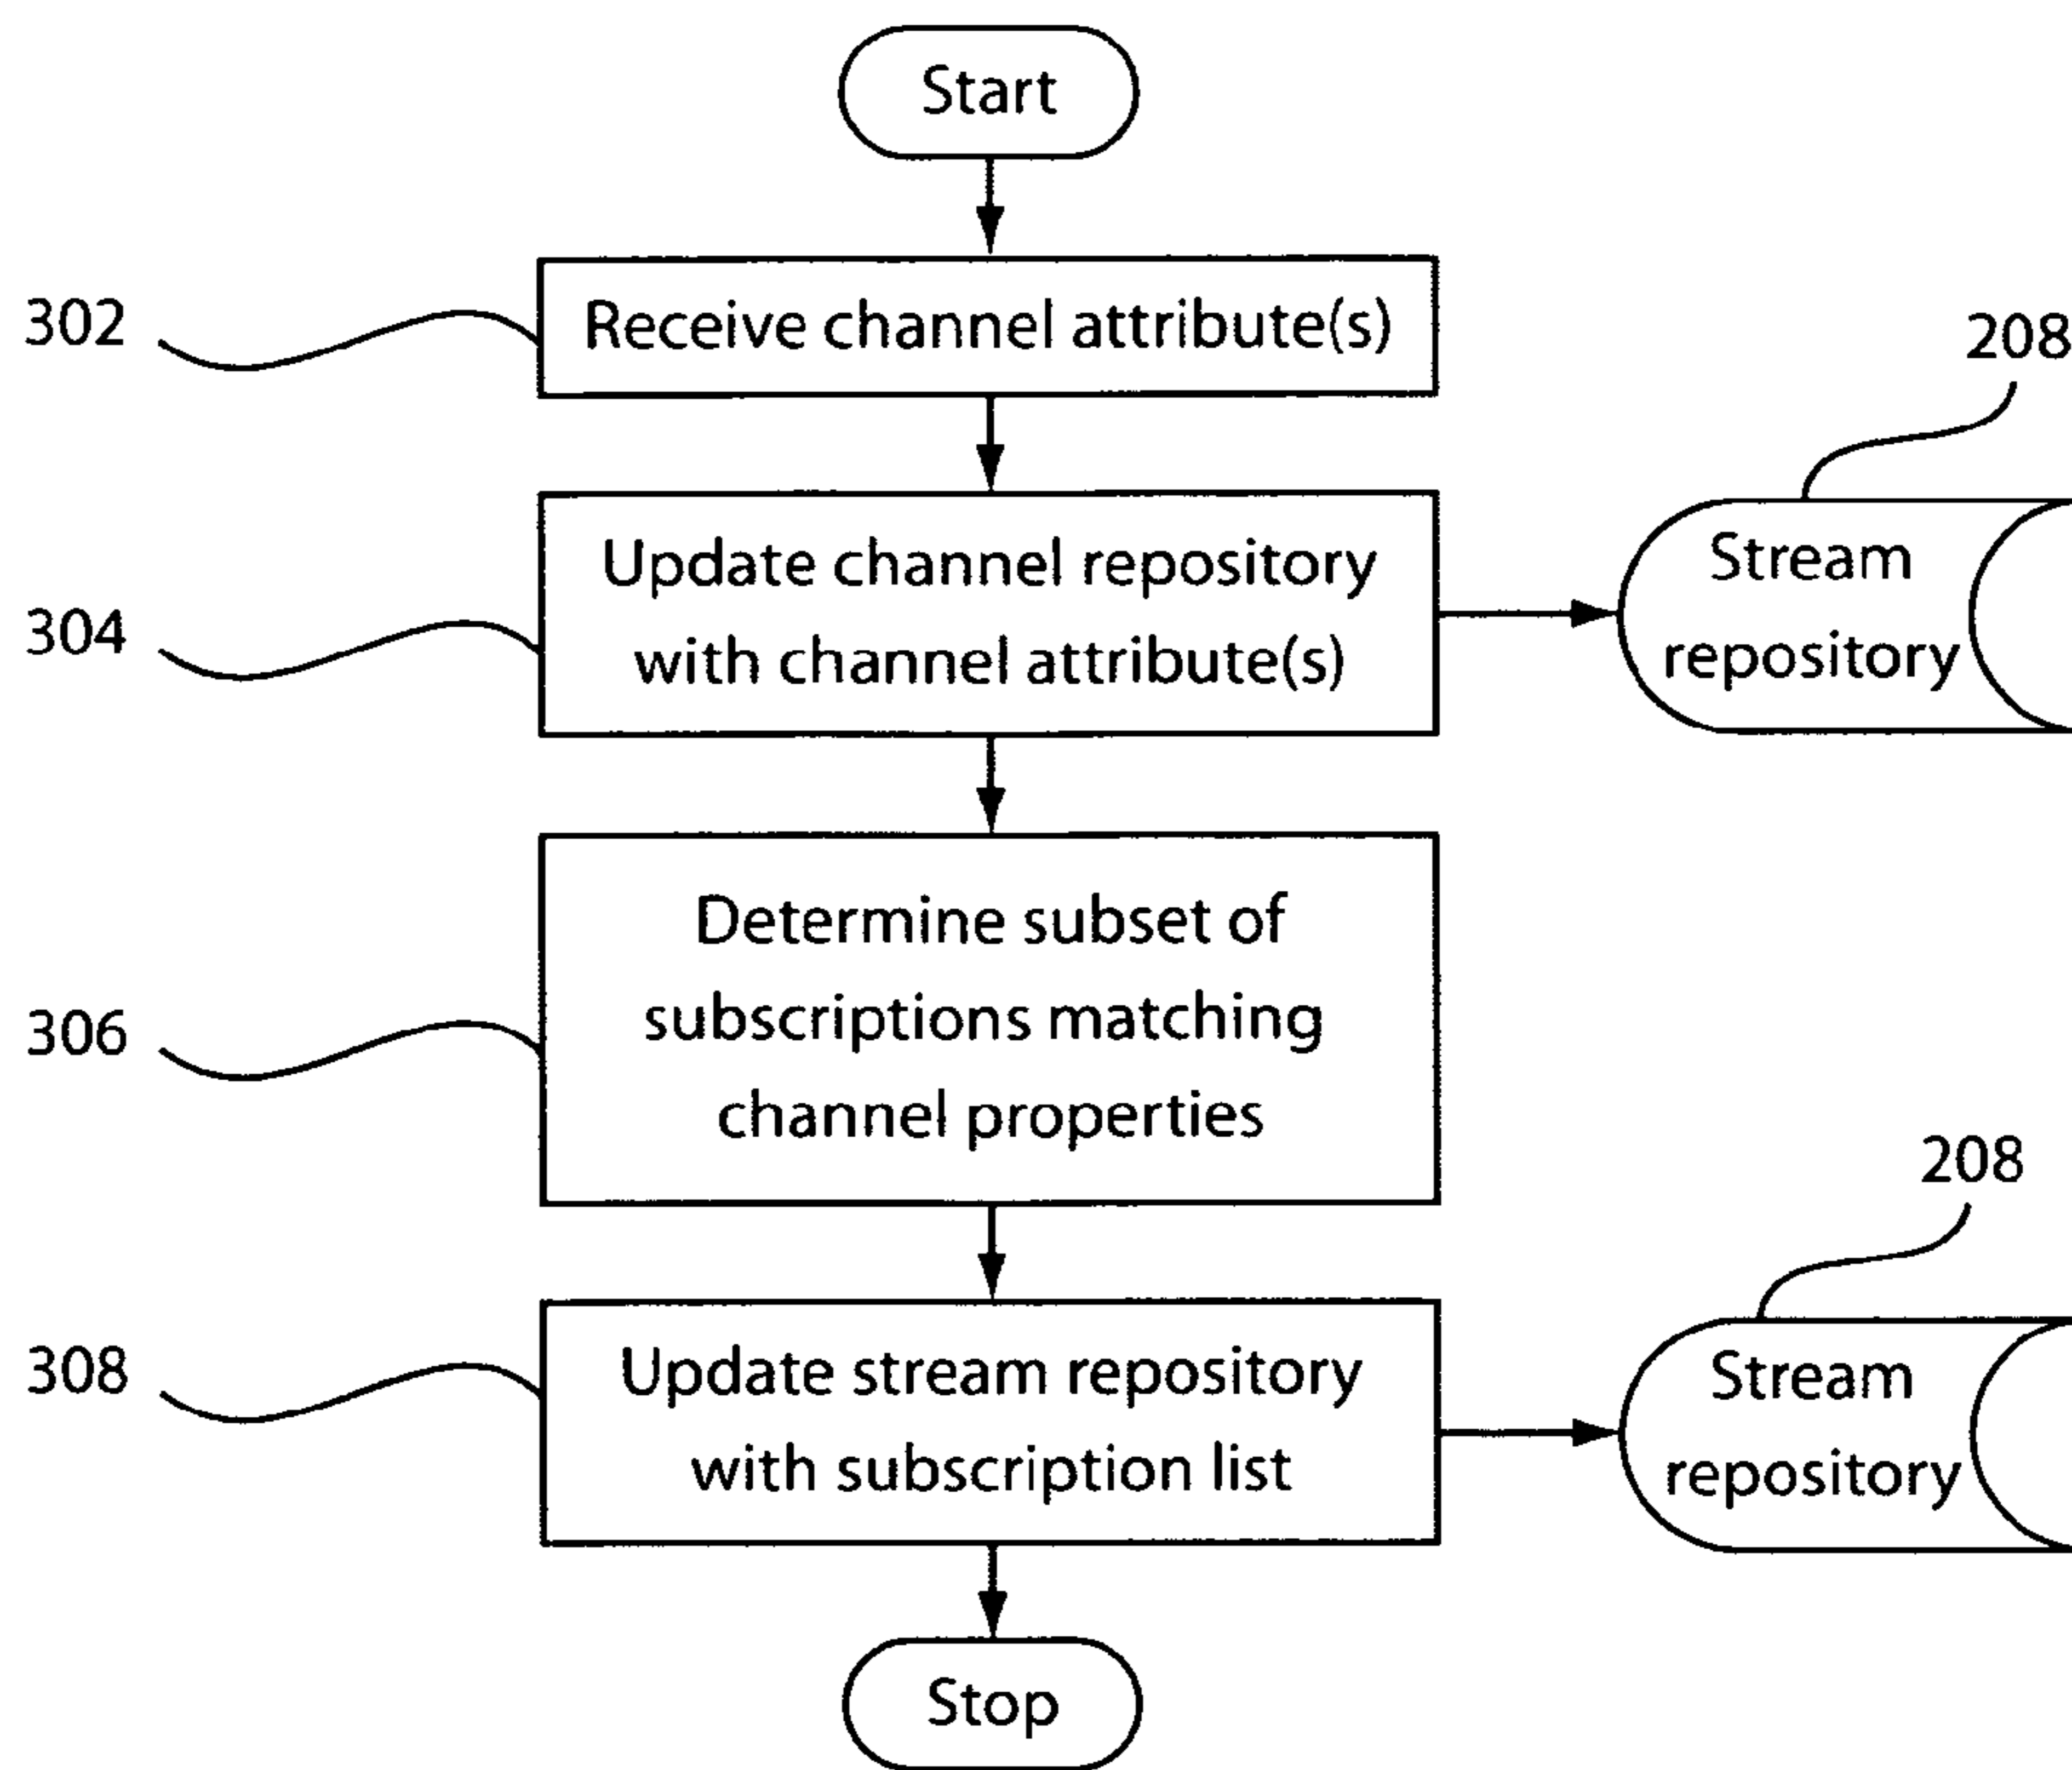 Start
302
Receive channel attribute(s)
208
304
Update channel repository
with channel attribute(s)
Stream
repository
306
Determine subset of
subscriptions matching
channel properties
208
308
Update stream repository
with subscription list
Stream
repository
Stop